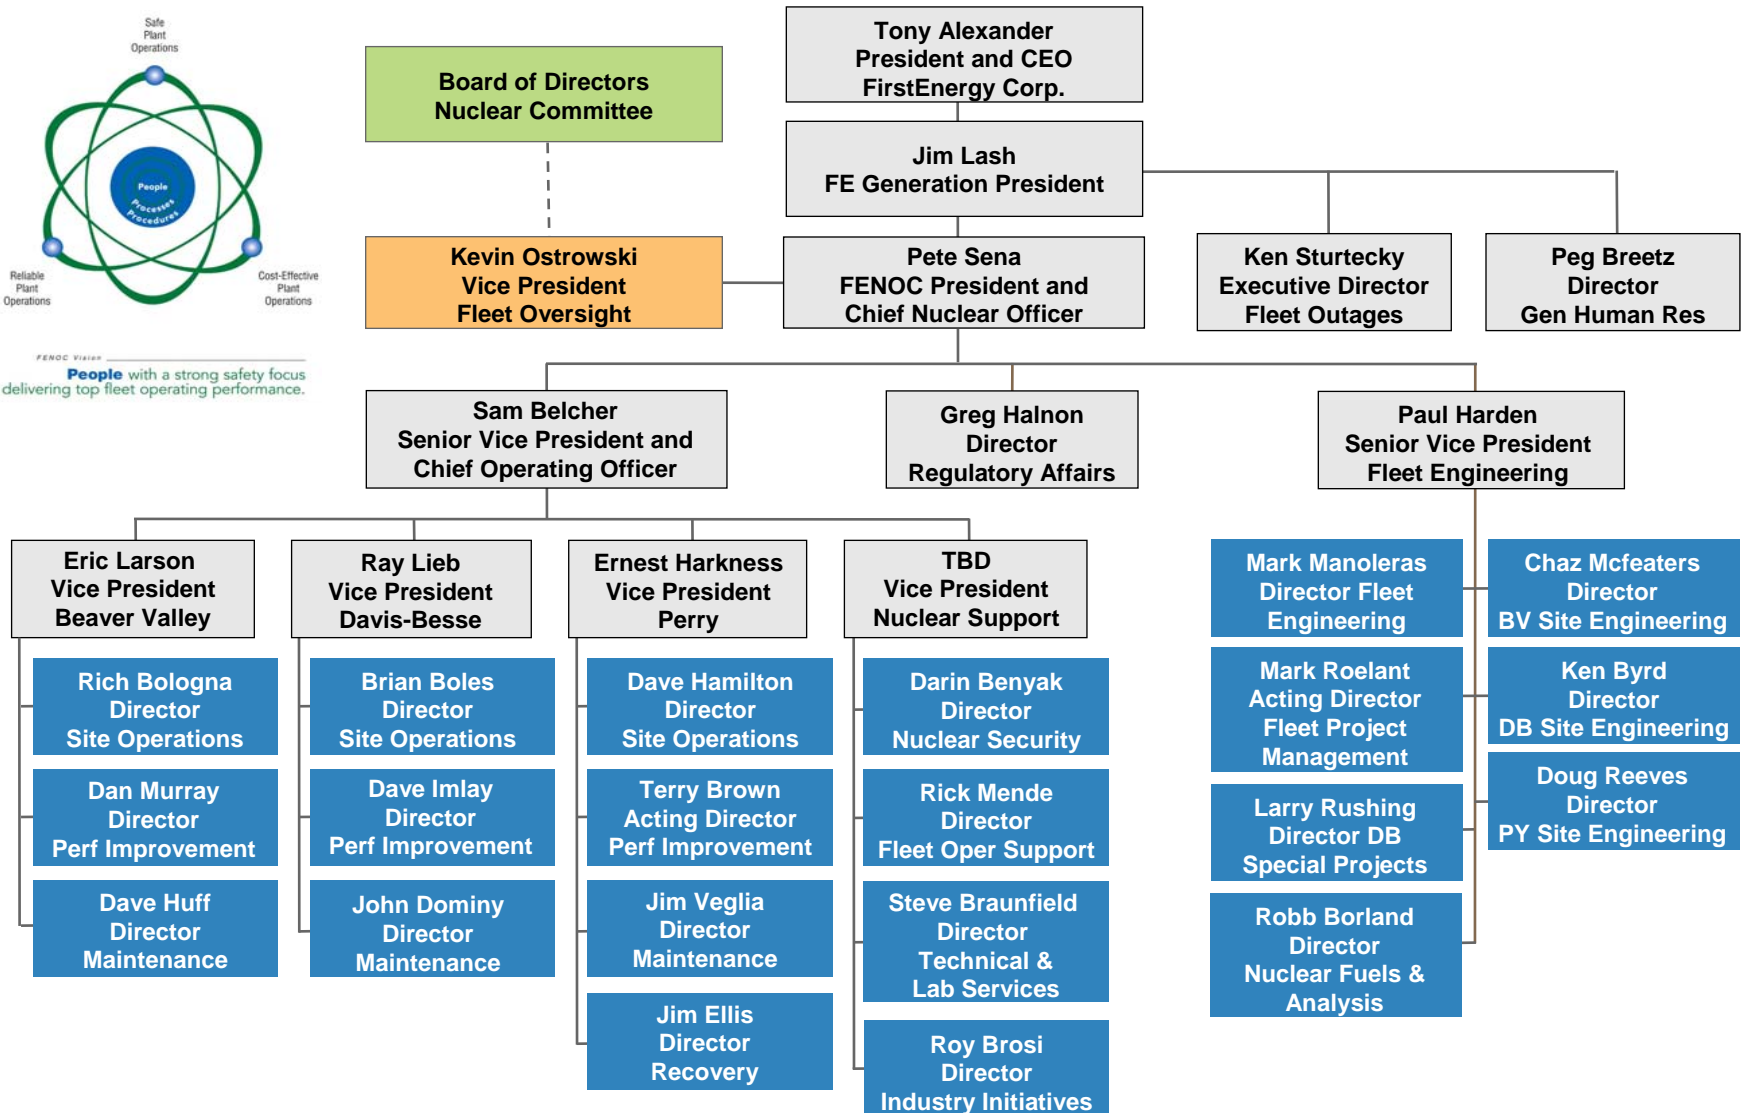 Safe
Plant
Operations
People
Processes
Procedures
Reliable
Plant
Operations
Cost-Effective
Plant
Operations
FENOC Vision
People with a strong safety focus
delivering top fleet operating performance.
Board of Directors
Nuclear Committee
Tony Alexander
President and CEO
FirstEnergy Corp.
Jim Lash
FE Generation President
Kevin Ostrowski
Vice President
Fleet Oversight
Pete Sena
FENOC President and
Chief Nuclear Officer
Ken Sturtecky
Executive Director
Fleet Outages
Peg Breetz
Director
Gen Human Res
Sam Belcher
Senior Vice President and
Chief Operating Officer
Greg Halnon
Director
Regulatory Affairs
Paul Harden
Senior Vice President
Fleet Engineering
Eric Larson
Vice President
Beaver Valley
Ray Lieb
Vice President
Davis-Besse
Ernest Harkness
Vice President
Perry
TBD
Vice President
Nuclear Support
Rich Bologna
Director
Site Operations
Dan Murray
Director
Perf Improvement
Dave Huff
Director
Maintenance
Brian Boles
Director
Site Operations
Dave Imlay
Director
Perf Improvement
John Dominy
Director
Maintenance
Dave Hamilton
Director
Site Operations
Terry Brown
Acting Director
Perf Improvement
Jim Veglia
Director
Maintenance
Jim Ellis
Director
Recovery
Darin Benyak
Director
Nuclear Security
Rick Mende
Director
Fleet Oper Support
Steve Braunfield
Director
Technical &
Lab Services
Roy Brosi
Director
Industry Initiatives
Mark Manoleras
Director Fleet
Engineering
Mark Roelant
Acting Director
Fleet Project
Management
Larry Rushing
Director DB
Special Projects
Robb Borland
Director
Nuclear Fuels &
Analysis
Chaz Mcfeaters
Director
BV Site Engineering
Ken Byrd
Director
DB Site Engineering
Doug Reeves
Director
PY Site Engineering